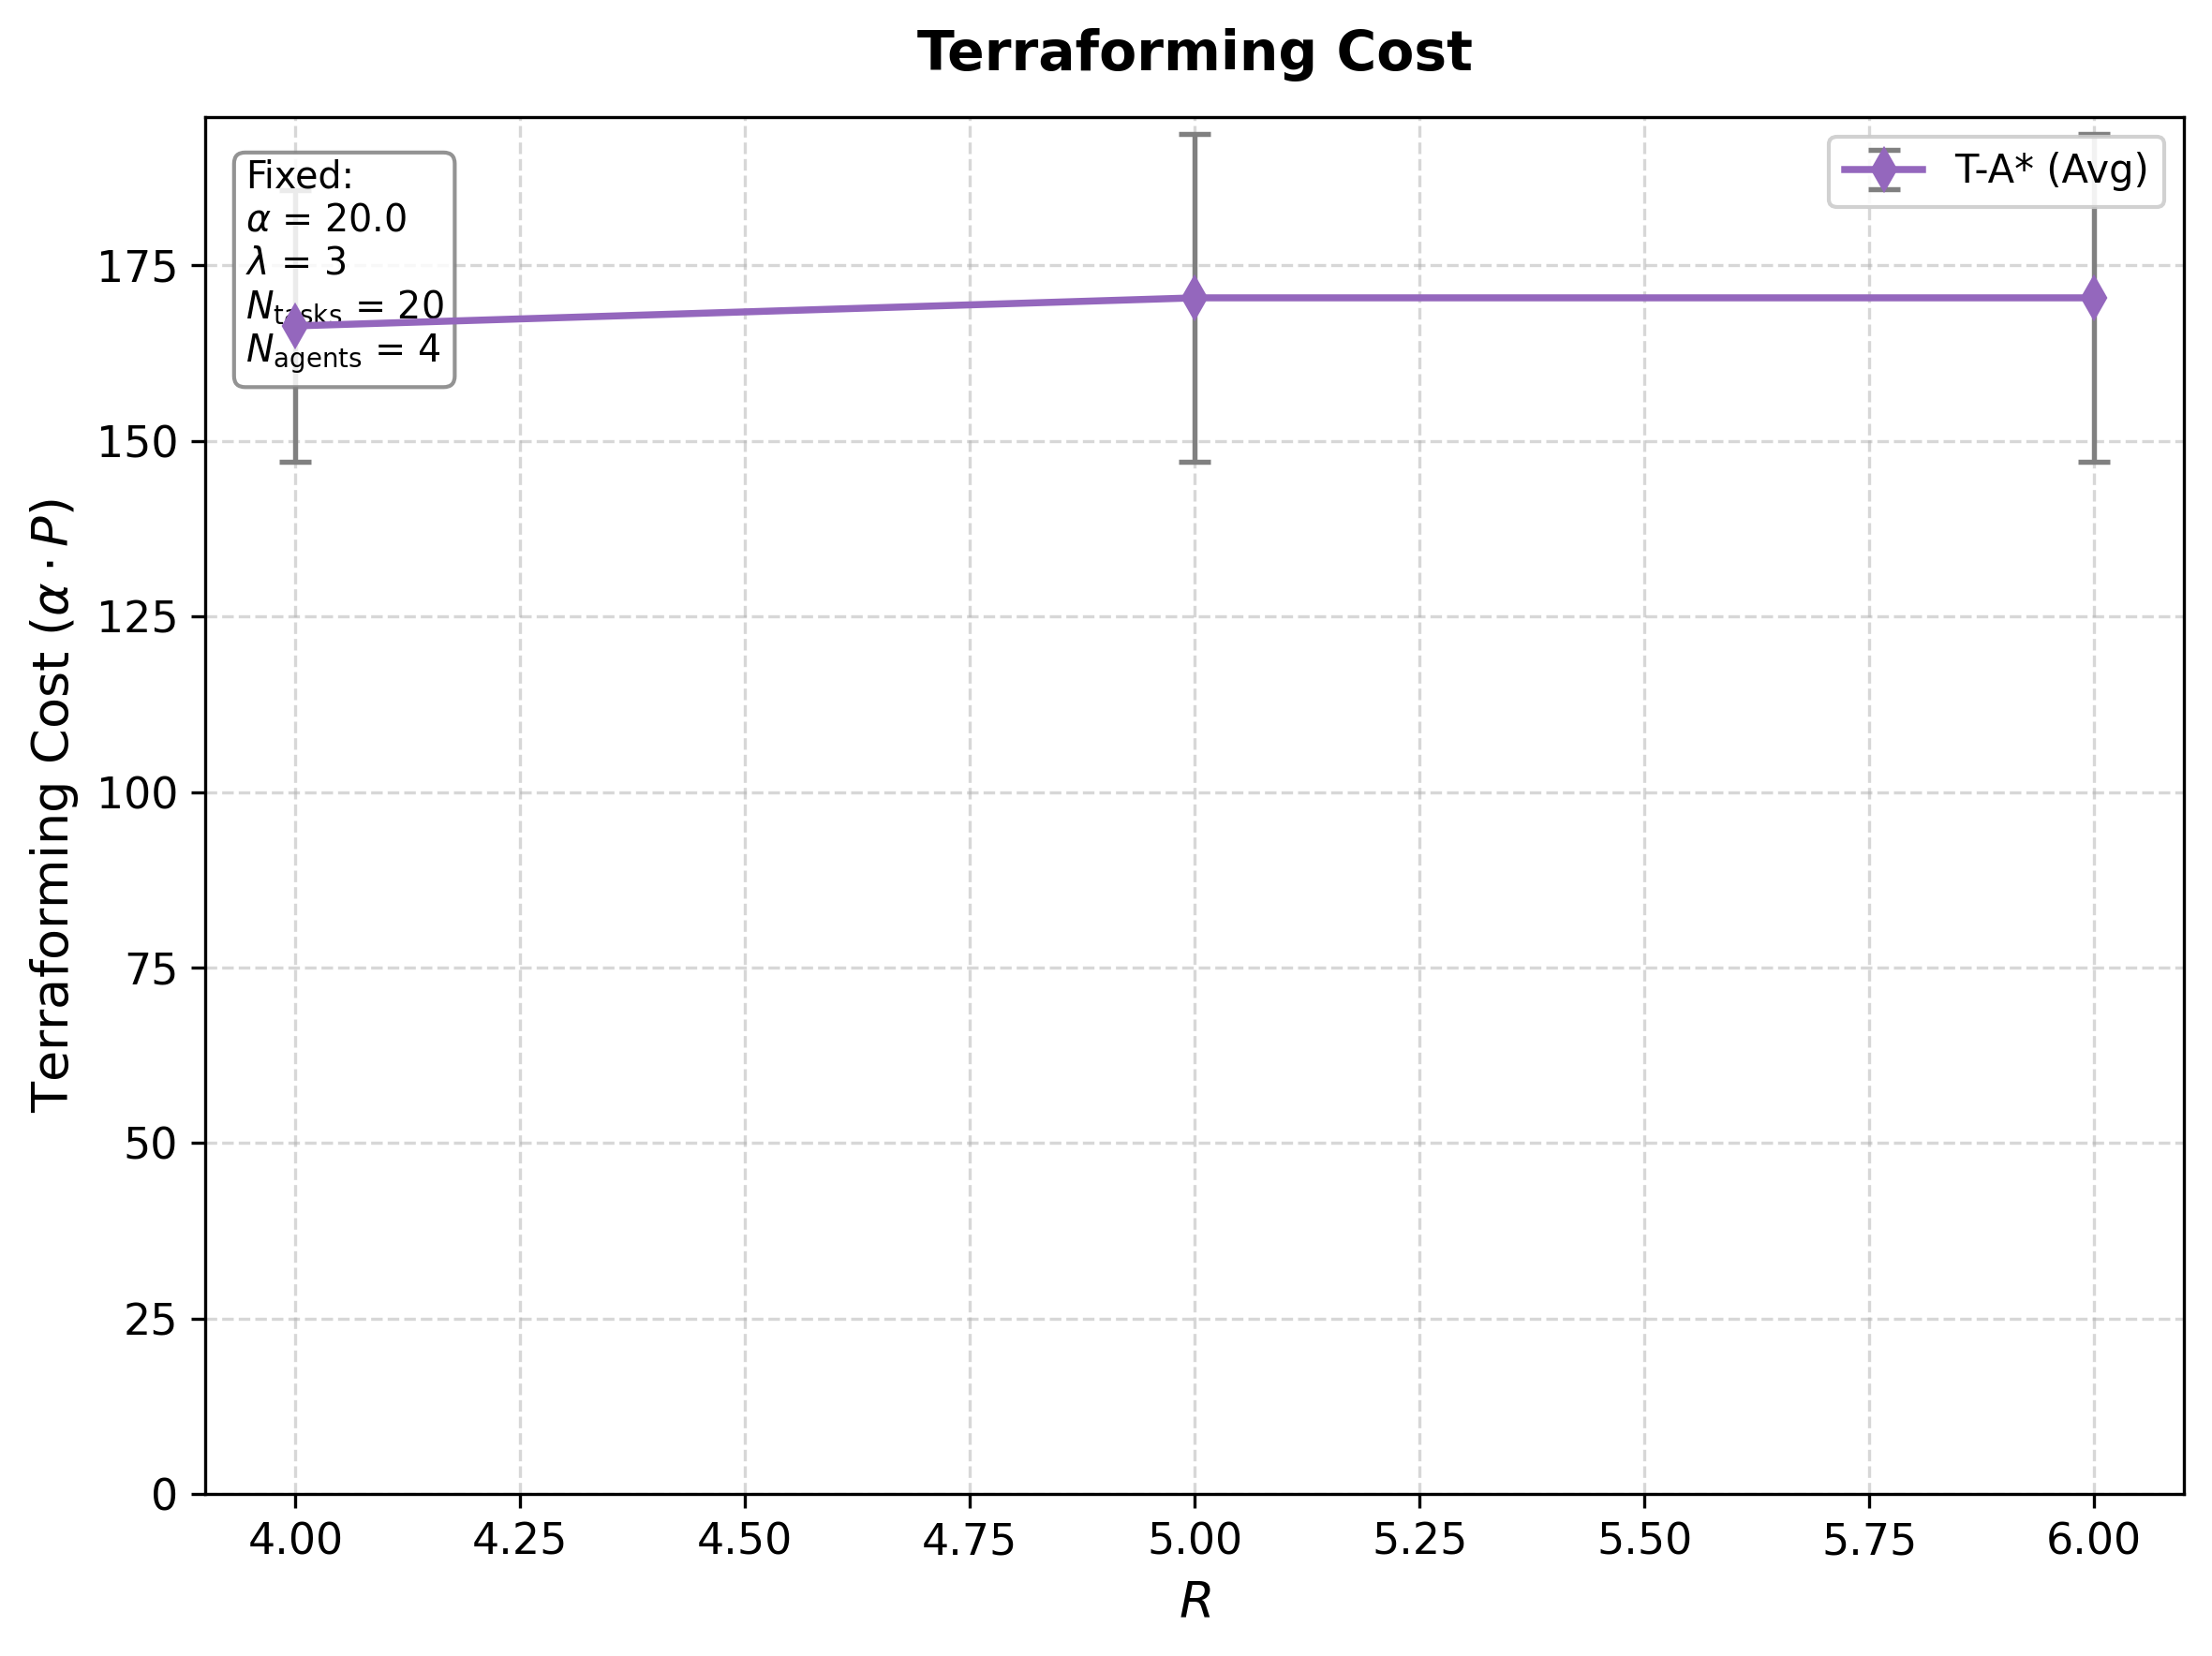 Terraforming Cost
Fixed:
α = 20.0
λ = 3
N_tasks = 20
N_agents = 4
T-A* (Avg)
Terraforming Cost (α · P)
175
150
125
100
75
50
25
0
4.00 4.25 4.50 4.75 5.00 5.25 5.50 5.75 6.00
R